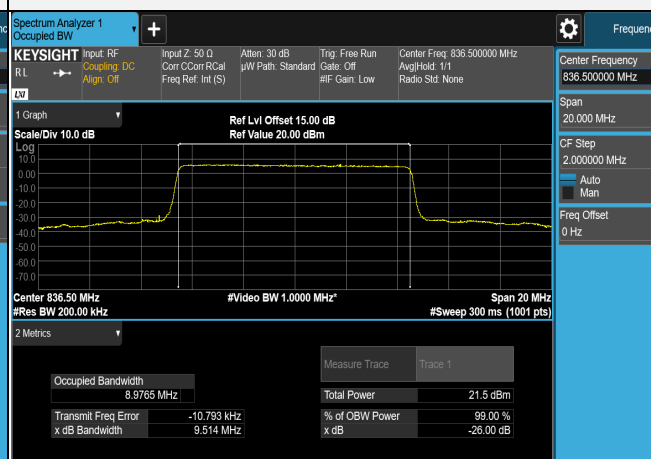 Spectrum Analyzer 1
Occupied BW
Frequenc
KEYSIGHT
R L
LXI
Input: RF
Coupling: DC
Align: Off
Input Z: 50 Ω
Corr CCorr RCal
Freq Ref: Int (S)
Atten: 30 dB
µW Path: Standard
Trig: Free Run
Gate: Off
#IF Gain: Low
Center Freq: 836.500000 MHz
Avg|Hold: 1/1
Radio Std: None
Center Frequency
836.500000 MHz
Span
20.000 MHz
CF Step
2.000000 MHz
Auto
Man
Freq Offset
0 Hz
1 Graph
Scale/Div 10.0 dB
Ref Lvl Offset 15.00 dB
Ref Value 20.00 dBm
Log
10.0
0.00
-10.0
-20.0
-30.0
-40.0
-50.0
-60.0
-70.0
Center 836.50 MHz
#Video BW 1.0000 MHz*
Span 20 MHz
#Res BW 200.00 kHz
#Sweep 300 ms (1001 pts)
2 Metrics
Measure Trace
Trace 1
Occupied Bandwidth
8.9765 MHz
Total Power
21.5 dBm
Transmit Freq Error
-10.793 kHz
% of OBW Power
99.00 %
x dB Bandwidth
9.514 MHz
x dB
-26.00 dB